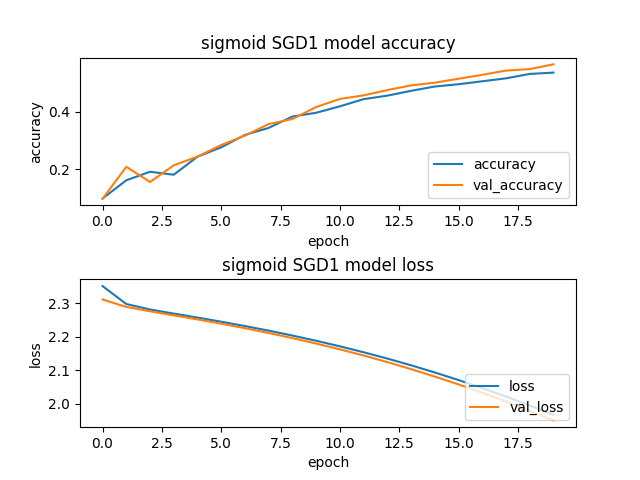 sigmoid SGD1 model accuracy
0.4
0.2
accuracy
accuracy
val_accuracy
0.0 2.5 5.0 7.5 10.0 12.5 15.0 17.5
epoch
sigmoid SGD1 model loss
2.3
2.2
2.1
2.0
loss
loss
val_loss
0.0 2.5 5.0 7.5 10.0 12.5 15.0 17.5
epoch